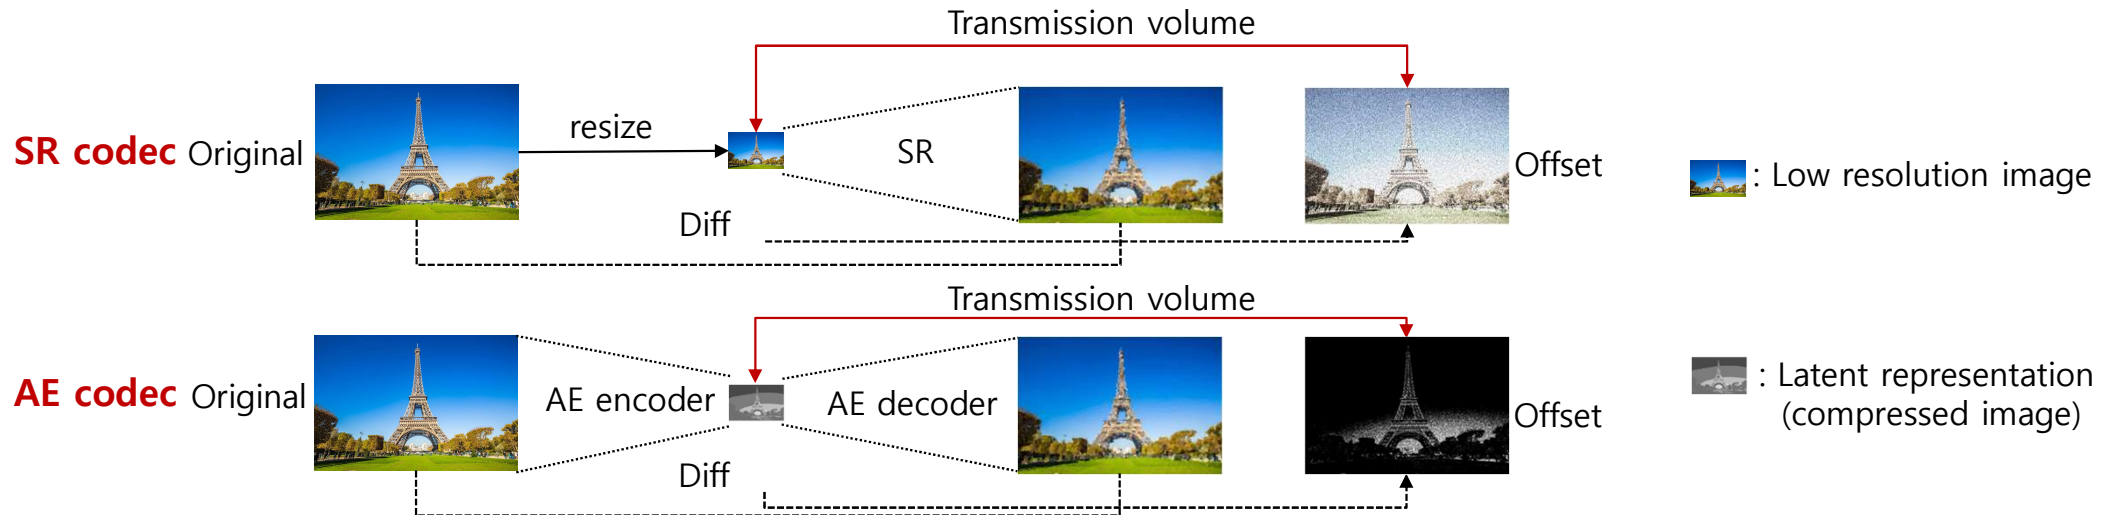 Transmission volume
SR codec Original
resize
SR
Offset
: Low resolution image
Diff
Transmission volume
AE codec Original
AE encoder
AE decoder
Offset
: Latent representation
(compressed image)
Diff